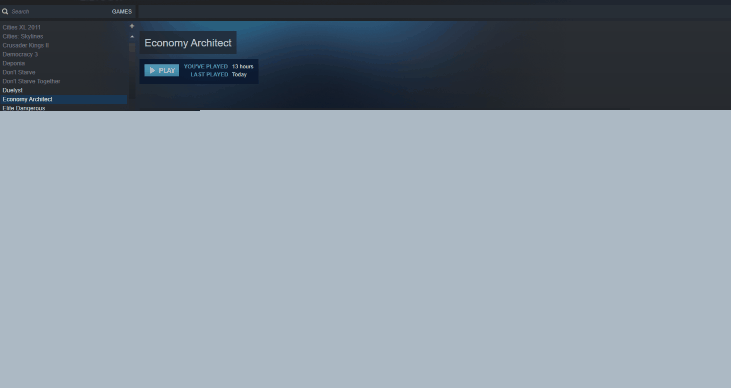 Search
GAMES
Cities XL 2011
Cities: Skylines
Crusader Kings II
Democracy 3
Deponia
Don't Starve
Don't Starve Together
Duelyst
Economy Architect
Elite Dangerous
Economy Architect
PLAY
YOU'VE PLAYED 13 hours
LAST PLAYED Today